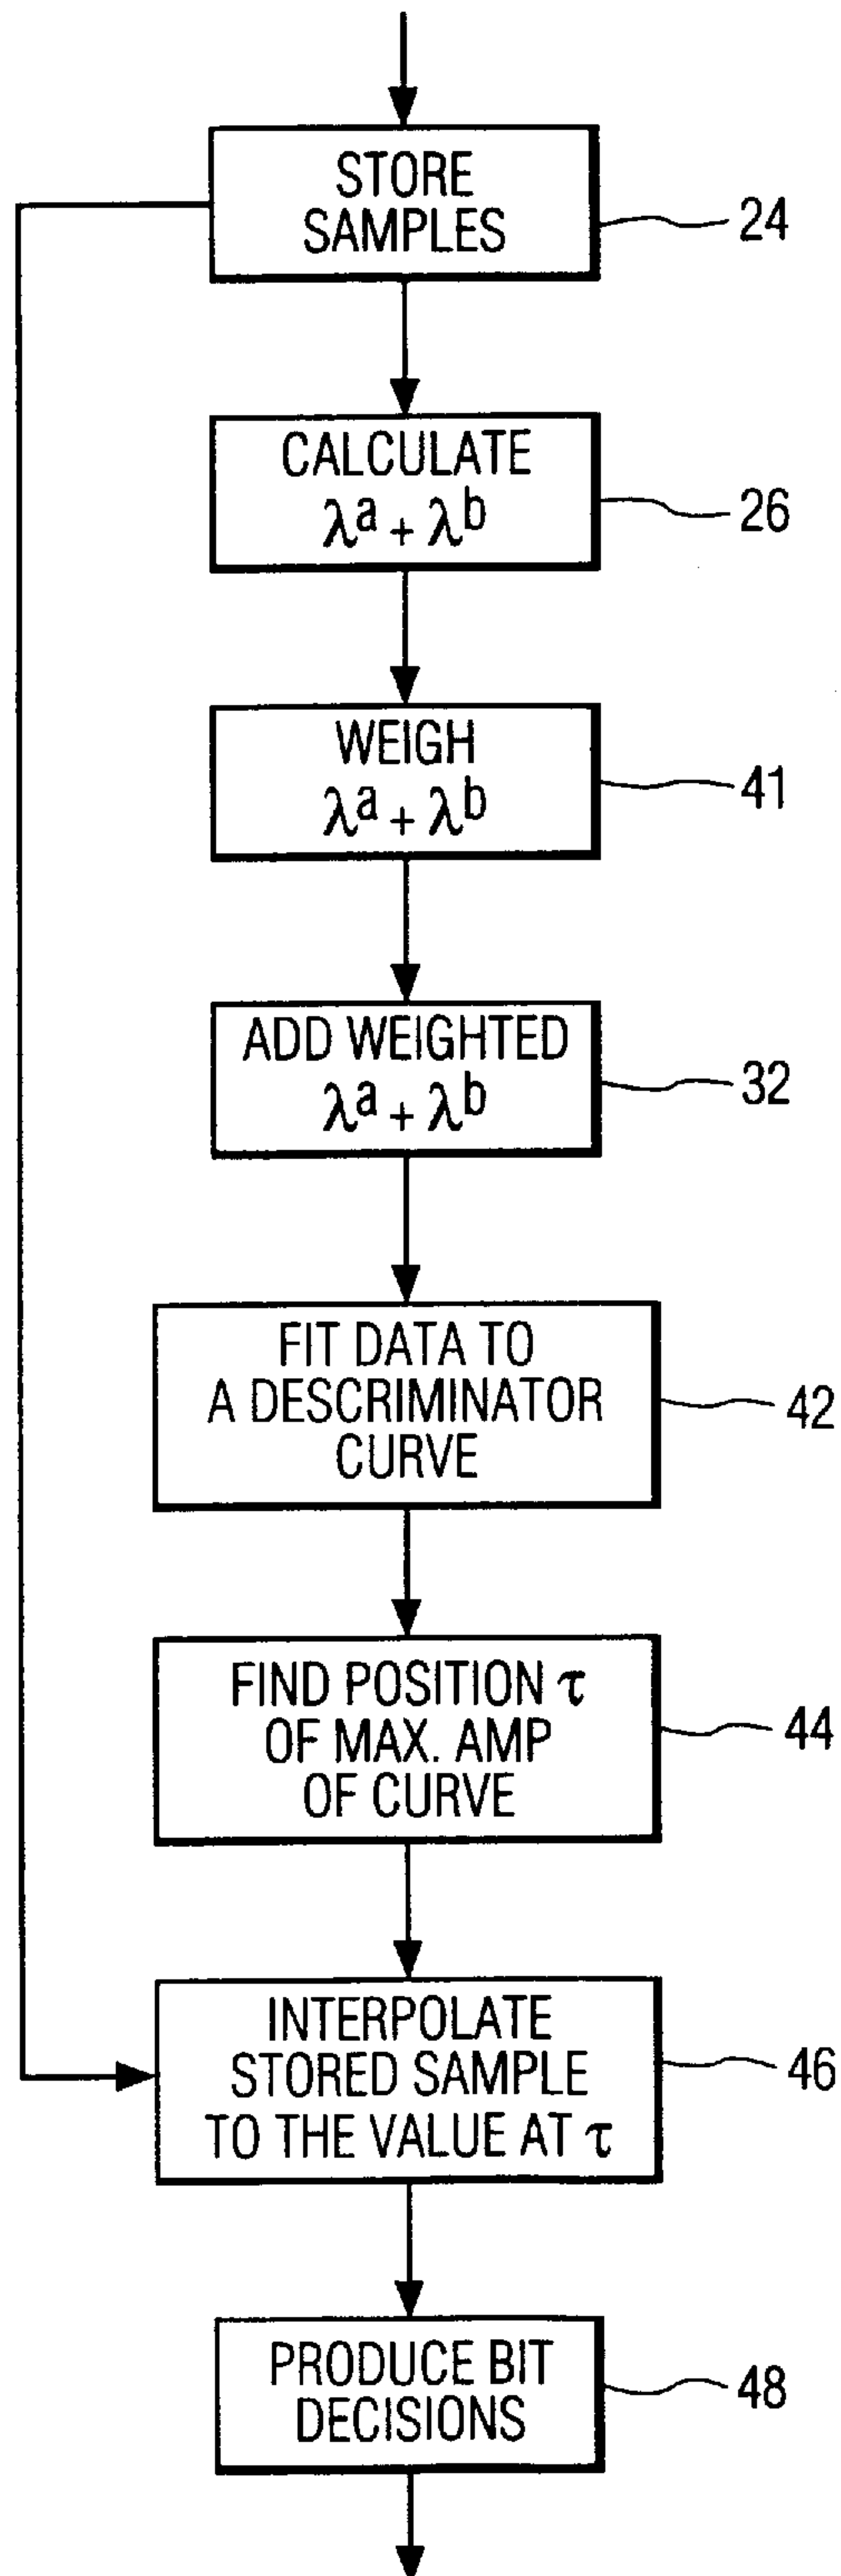 STORE
SAMPLES
24
CALCULATE
λᵃ + λᵇ
26
WEIGH
λᵃ + λᵇ
41
ADD WEIGHTED
λᵃ + λᵇ
32
FIT DATA TO
A DESCRIMINATOR
CURVE
42
FIND POSITION τ
OF MAX. AMP
OF CURVE
44
INTERPOLATE
STORED SAMPLE
TO THE VALUE AT τ
46
PRODUCE BIT
DECISIONS
48